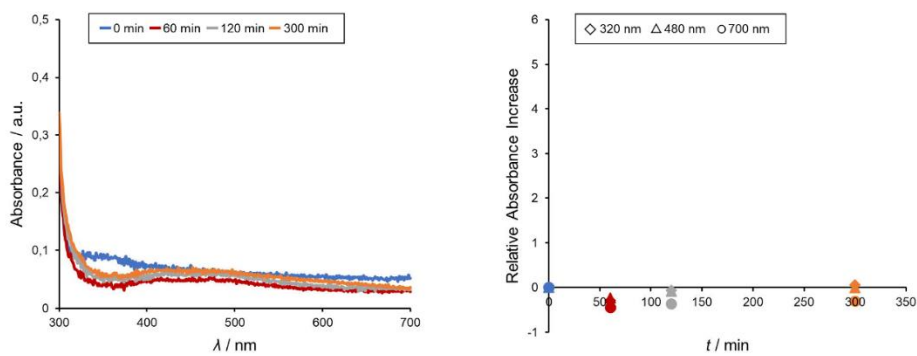 0 min 60 min 120 min 300 min
Absorbance / a.u.
0,5
0,4
0,3
0,2
0,1
0
300 400 500 600 700
λ / nm
320 nm 480 nm 700 nm
Relative Absorbance Increase
6
5
4
3
2
1
0
-1
0 50 100 150 200 250 300 350
t / min